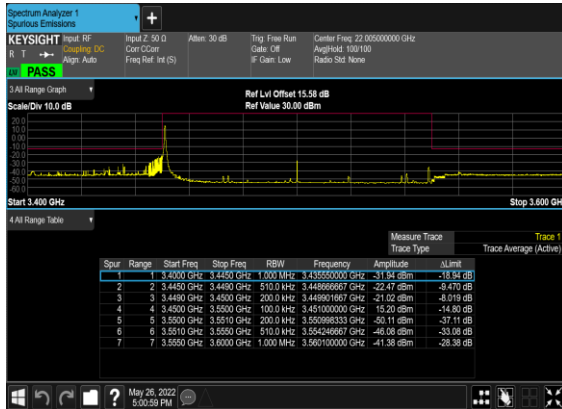 Spectrum Analyzer 1
Spurious Emissions
KEYSIGHT Input: RF Input Z: 50 Ω Atten: 30 dB Trig: Free Run Center Freq: 22.005000000 GHz
R T Coupling: DC Corr CCorr Gate: Off Avg|Hold: 100/100
Align: Auto Freq Ref: Int (S) IF Gain: Low Radio Std: None
PASS
3 All Range Graph
Ref Lvl Offset 15.58 dB
Scale/Div 10.0 dB Ref Value 30.00 dBm
20.0
10.0
0.00
-10.0
-20.0
-30.0
-40.0
-50.0
-60.0
Start 3.400 GHz Stop 3.600 GH
4 All Range Table
Measure Trace Trace 1
Trace Type Trace Average (Active)
Spur Range Start Freq Stop Freq RBW Frequency Amplitude ΔLimit
1 1 3.4000 GHz 3.4450 GHz 1.000 MHz 3.435550000 GHz -31.94 dBm -18.94 dB
2 2 3.4450 GHz 3.4490 GHz 510.0 kHz 3.448666667 GHz -22.47 dBm -9.470 dB
3 3 3.4490 GHz 3.4500 GHz 200.0 kHz 3.449901667 GHz -21.02 dBm -8.019 dB
4 4 3.4500 GHz 3.5500 GHz 100.0 kHz 3.451000000 GHz 15.20 dBm -14.80 dB
5 5 3.5500 GHz 3.5510 GHz 200.0 kHz 3.550998333 GHz -50.11 dBm -37.11 dB
6 6 3.5510 GHz 3.5550 GHz 510.0 kHz 3.554246667 GHz -46.08 dBm -33.08 dB
7 7 3.5550 GHz 3.6000 GHz 1.000 MHz 3.560100000 GHz -41.38 dBm -28.38 dB
May 26, 2022
5:00:59 PM